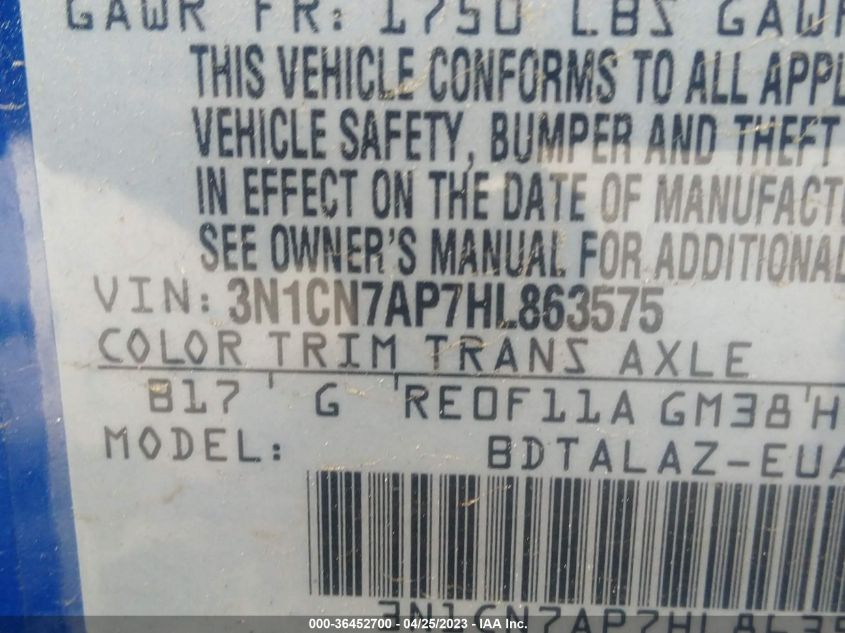 GAWR FR: 1750 LBS GAWR
THIS VEHICLE CONFORMS TO ALL APPL
VEHICLE SAFETY, BUMPER AND THEFT
IN EFFECT ON THE DATE OF MANUFACTU
SEE OWNER'S MANUAL FOR ADDITIONAL
VIN: 3N1CN7AP7HL863575
COLOR TRIM TRANS AXLE
B17 G RE0F11A GM38 H
MODEL: BDTALAZ-EUA
3N1CN7AP7HL8635
000-36452700 - 04/25/2023 - IAA Inc.